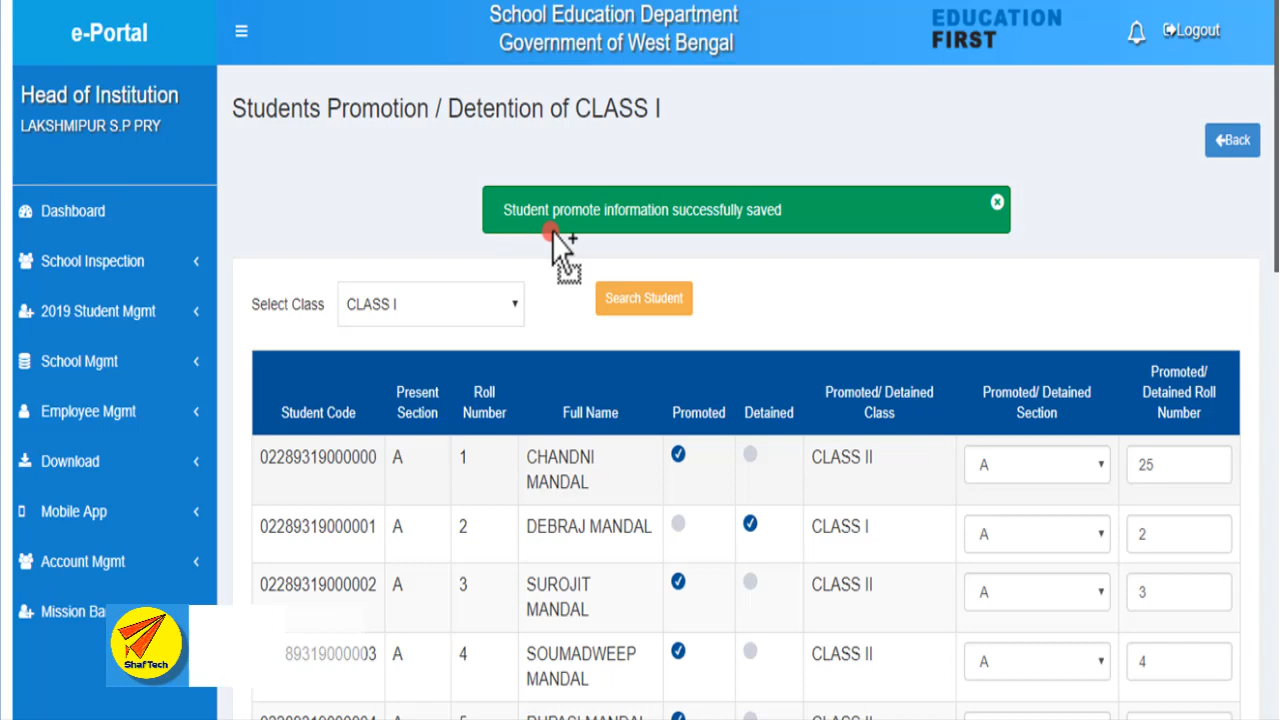 e-Portal
School Education Department
Government of West Bengal
EDUCATION
FIRST
Logout
Head of Institution
LAKSHMIPUR S.P PRY
Dashboard
School Inspection
2019 Student Mgmt
School Mgmt
Employee Mgmt
Download
Mobile App
Account Mgmt
Mission
ShafTech
Students Promotion / Detention of CLASS I
Back
Student promote information successfully saved
Select Class CLASS I Search Student
Student Code Present Section Roll Number Full Name Promoted Detained Promoted/ Detained Class Promoted/ Detained Section Promoted/ Detained Roll Number
02289319000000 A 1 CHANDNI MANDAL CLASS II A 25
02289319000001 A 2 DEBRAJ MANDAL CLASS I A 2
02289319000002 A 3 SUROJIT MANDAL CLASS II A 3
89319000003 A 4 SOUMADWEEP MANDAL CLASS II A 4